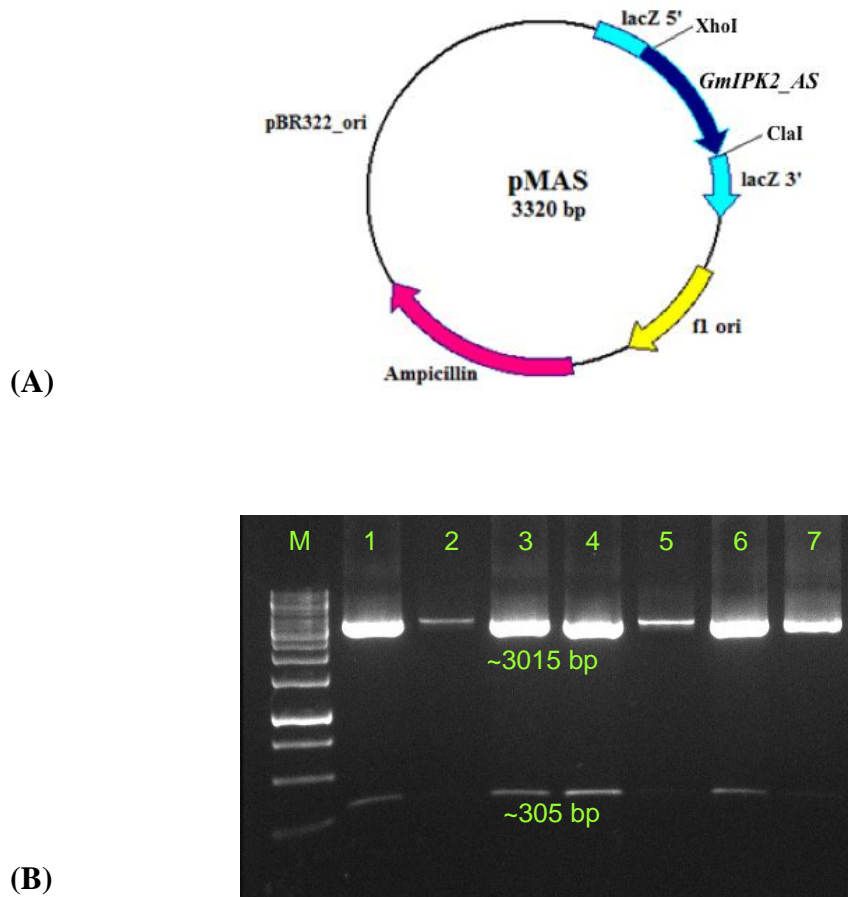 lacZ 5'
XhoI
GmIPK2_AS
pBR322_ori
ClaI
pMAS
3320 bp
lacZ 3'
f1 ori
Ampicillin
(A)
M 1 2 3 4 5 6 7
~3015 bp
~305 bp
(B)